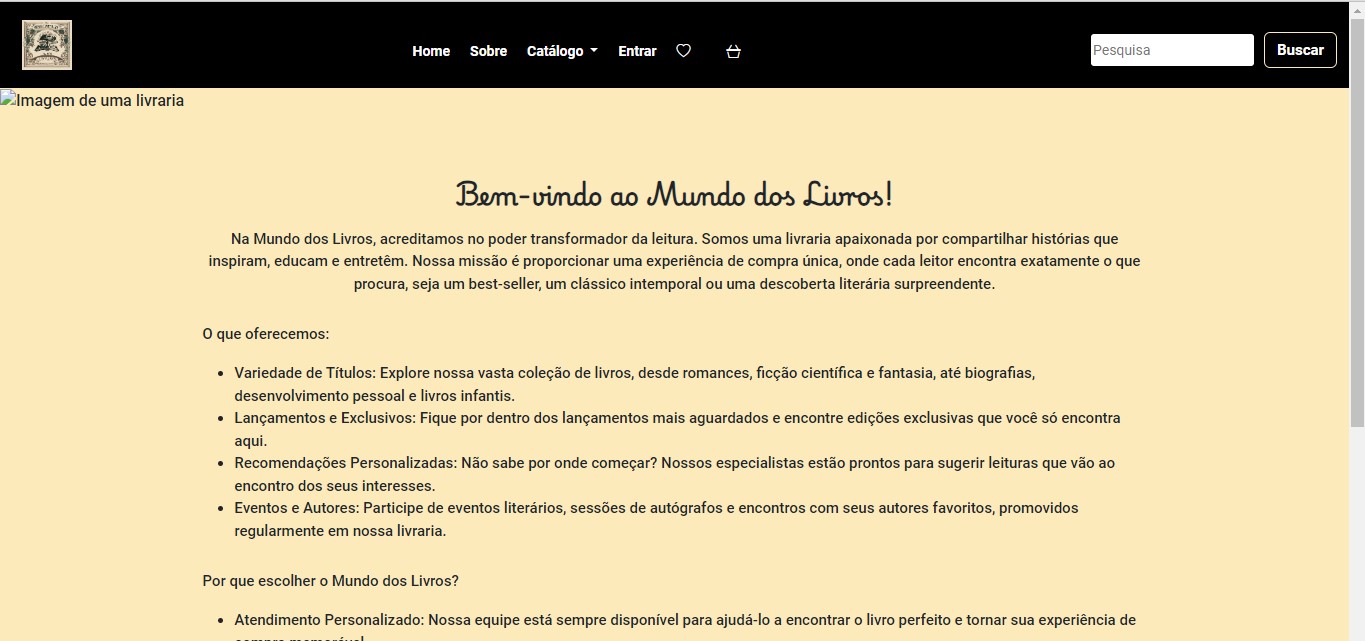 Home Sobre Catálogo Entrar Pesquisa Buscar
Imagem de uma livraria
Bem-vindo ao Mundo dos Livros!
Na Mundo dos Livros, acreditamos no poder transformador da leitura. Somos uma livraria apaixonada por compartilhar histórias que
inspiram, educam e entretêm. Nossa missão é proporcionar uma experiência de compra única, onde cada leitor encontra exatamente o que
procura, seja um best-seller, um clássico intemporal ou uma descoberta literária surpreendente.
O que oferecemos:
• Variedade de Títulos: Explore nossa vasta coleção de livros, desde romances, ficção científica e fantasia, até biografias,
desenvolvimento pessoal e livros infantis.
• Lançamentos e Exclusivos: Fique por dentro dos lançamentos mais aguardados e encontre edições exclusivas que você só encontra
aqui.
• Recomendações Personalizadas: Não sabe por onde começar? Nossos especialistas estão prontos para sugerir leituras que vão ao
encontro dos seus interesses.
• Eventos e Autores: Participe de eventos literários, sessões de autógrafos e encontros com seus autores favoritos, promovidos
regularmente em nossa livraria.
Por que escolher o Mundo dos Livros?
• Atendimento Personalizado: Nossa equipe está sempre disponível para ajudá-lo a encontrar o livro perfeito e tornar sua experiência de